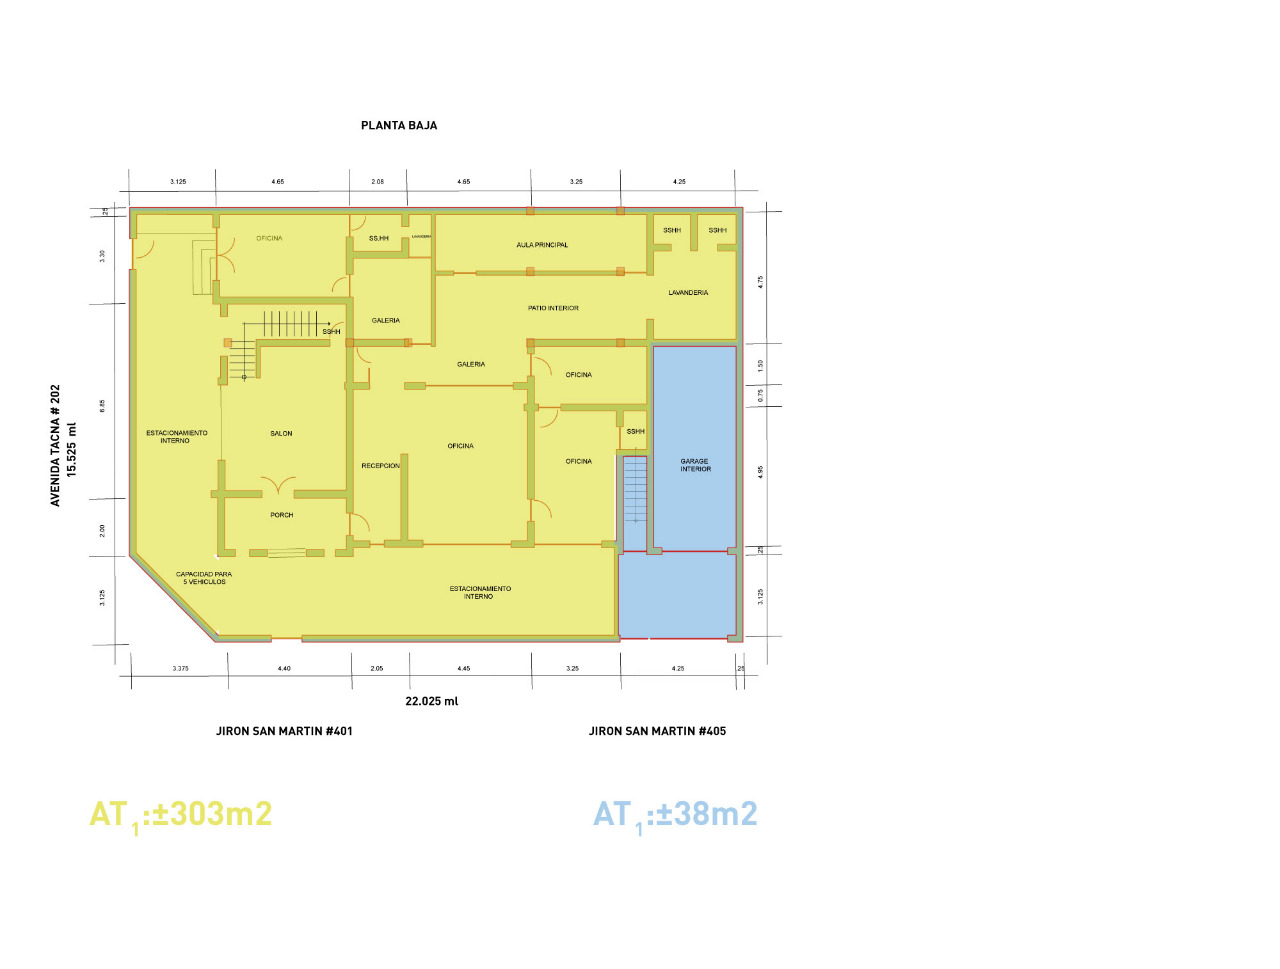 PLANTA BAJA
3.125
4.65
2.08
4.65
3.25
4.25
.25
3.30
6.85
2.00
3.125
AVENIDA TACNA # 202
15.525 ml
OFICINA
SS.HH
LAVANDERIA
AULA PRINCIPAL
SSHH
SSHH
LAVANDERIA
PATIO INTERIOR
GALERIA
SSHH
GALERIA
OFICINA
ESTACIONAMIENTO
INTERNO
SALON
OFICINA
RECEPCION
OFICINA
SSHH
GARAGE
INTERIOR
PORCH
CAPACIDAD PARA
5 VEHICULOS
ESTACIONAMIENTO
INTERNO
4.75
1.50
0.75
4.95
.25
3.125
3.375
4.40
2.05
4.45
3.25
4.25
.25
22.025 ml
JIRON SAN MARTIN #401
JIRON SAN MARTIN #405
AT1:±303m2
AT1:±38m2